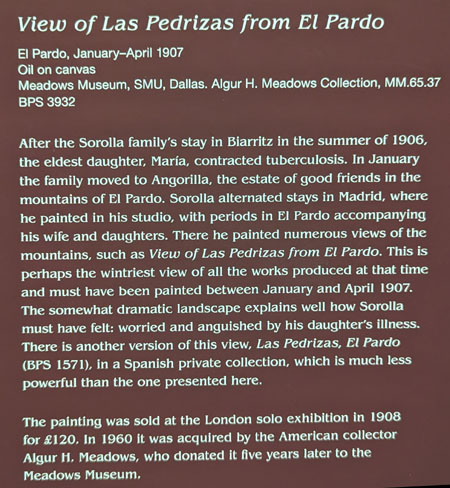 View of Las Pedrizas from El Pardo
El Pardo, January–April 1907
Oil on canvas
Meadows Museum, SMU, Dallas. Algur H. Meadows Collection, MM.65.37
BPS 3932
After the Sorolla family's stay in Biarritz in the summer of 1906,
the eldest daughter, María, contracted tuberculosis. In January
the family moved to Angorilla, the estate of good friends in the
mountains of El Pardo. Sorolla alternated stays in Madrid, where
he painted in his studio, with periods in El Pardo accompanying
his wife and daughters. There he painted numerous views of the
mountains, such as View of Las Pedrizas from El Pardo. This is
perhaps the wintriest view of all the works produced at that time
and must have been painted between January and April 1907.
The somewhat dramatic landscape explains well how Sorolla
must have felt: worried and anguished by his daughter's illness.
There is another version of this view, Las Pedrizas, El Pardo
(BPS 1571), in a Spanish private collection, which is much less
powerful than the one presented here.
The painting was sold at the London solo exhibition in 1908
for £120. In 1960 it was acquired by the American collector
Algur H. Meadows, who donated it five years later to the
Meadows Museum.